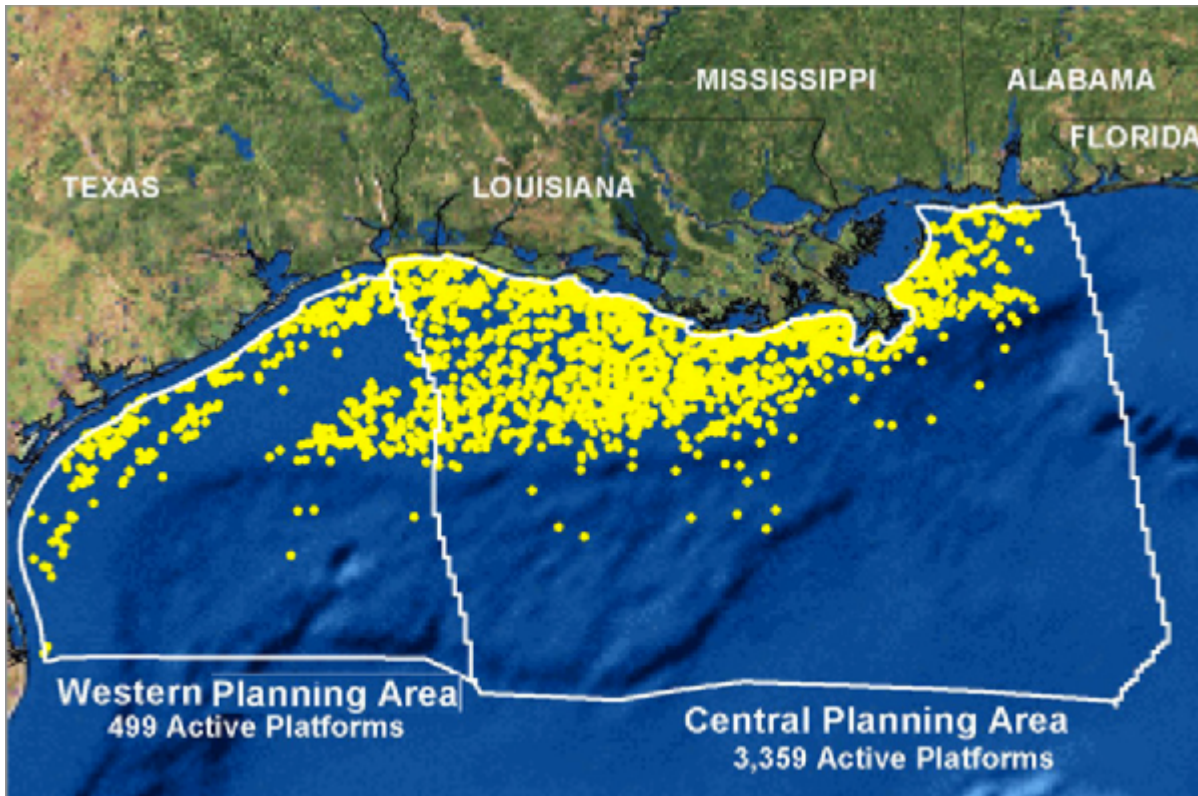 MISSISSIPPI
ALABAMA
FLORIDA
TEXAS
LOUISIANA
Western Planning Area
499 Active Platforms
Central Planning Area
3,359 Active Platforms